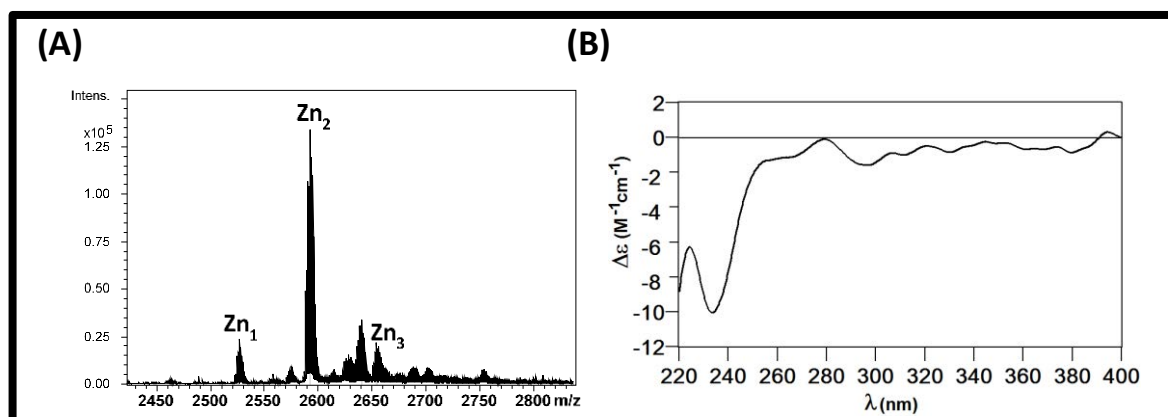 (A)
Intens.
x10⁵
1.25
1.00
0.75
0.50
0.25
0.00
Zn₁
Zn₂
Zn₃
2450 2500 2550 2600 2650 2700 2750 2800 m/z
(B)
Δε (M⁻¹cm⁻¹)
2
0
-2
-4
-6
-8
-10
-12
220 240 260 280 300 320 340 360 380 400
λ (nm)